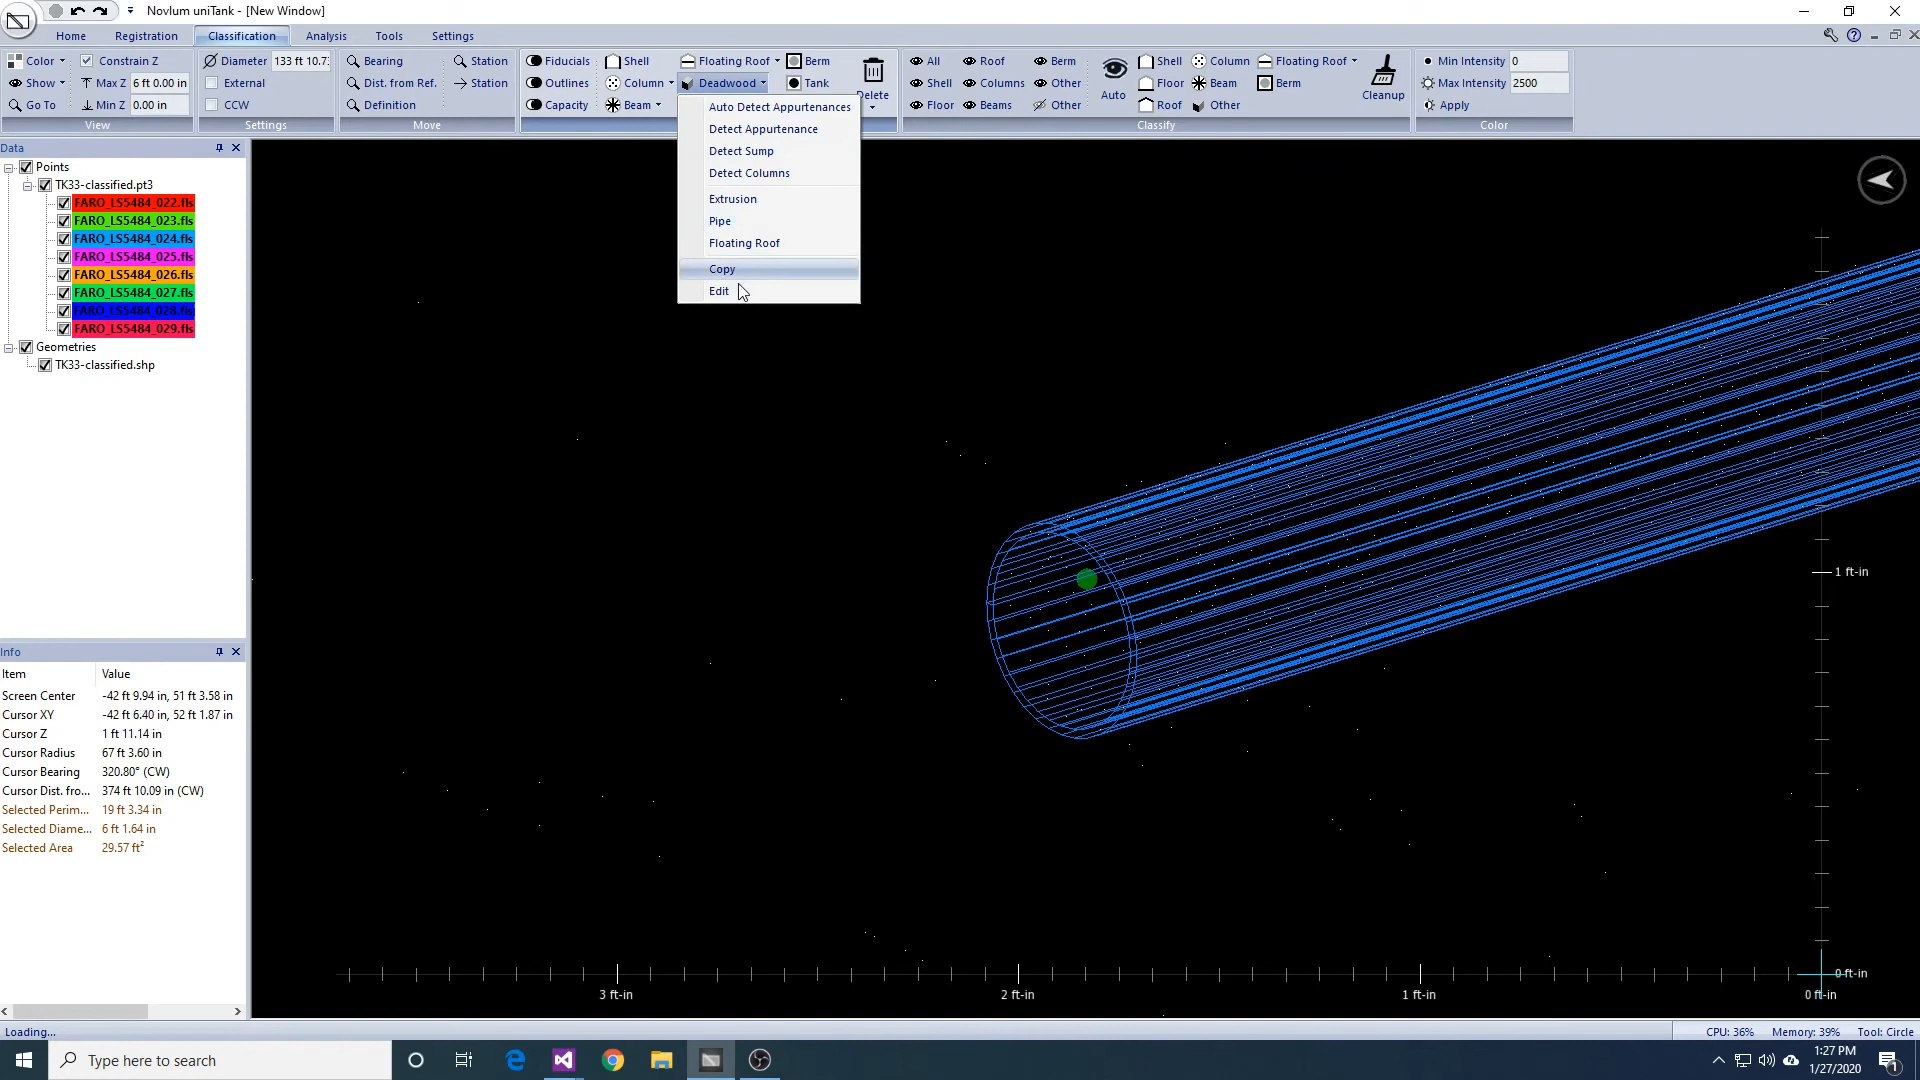 Novlum uniTank - [New Window]
Home Registration Classification Analysis Tools Settings
Color Constrain Z Diameter 133 ft 10.7 Bearing Station Fiducials Shell Floating Roof Berm All Roof Berm Shell Column Floating Roof Min Intensity 0
Show Max Z 6 ft 0.00 in External Dist. from Ref. Station Outlines Column Deadwood Tank Delete Shell Columns Other Auto Floor Beam Berm Cleanup Max Intensity 2500
Go To Min Z 0.00 in CCW Definition Capacity Beam Floor Beams Other Roof Other Apply
View Settings Move Classify Color
Auto Detect Appurtenances
Detect Appurtenance
Detect Sump
Detect Columns
Extrusion
Pipe
Floating Roof
Copy
Edit
Data
Points
TK33-classified.pt3
FARO_LS5484_022.fls
FARO_LS5484_023.fls
FARO_LS5484_024.fls
FARO_LS5484_025.fls
FARO_LS5484_026.fls
FARO_LS5484_027.fls
FARO_LS5484_028.fls
FARO_LS5484_029.fls
Geometries
TK33-classified.shp
Info
Item Value
Screen Center -42 ft 9.94 in, 51 ft 3.58 in
Cursor XY -42 ft 6.40 in, 52 ft 1.87 in
Cursor Z 1 ft 11.14 in
Cursor Radius 67 ft 3.60 in
Cursor Bearing 320.80° (CW)
Cursor Dist. fro... 374 ft 10.09 in (CW)
Selected Perim... 19 ft 3.34 in
Selected Diame... 6 ft 1.64 in
Selected Area 29.57 ft²
1 ft-in
0 ft-in
3 ft-in 2 ft-in 1 ft-in 0 ft-in
Loading... CPU: 36% Memory: 39% Tool: Circle
Type here to search
1:27 PM
1/27/2020
1